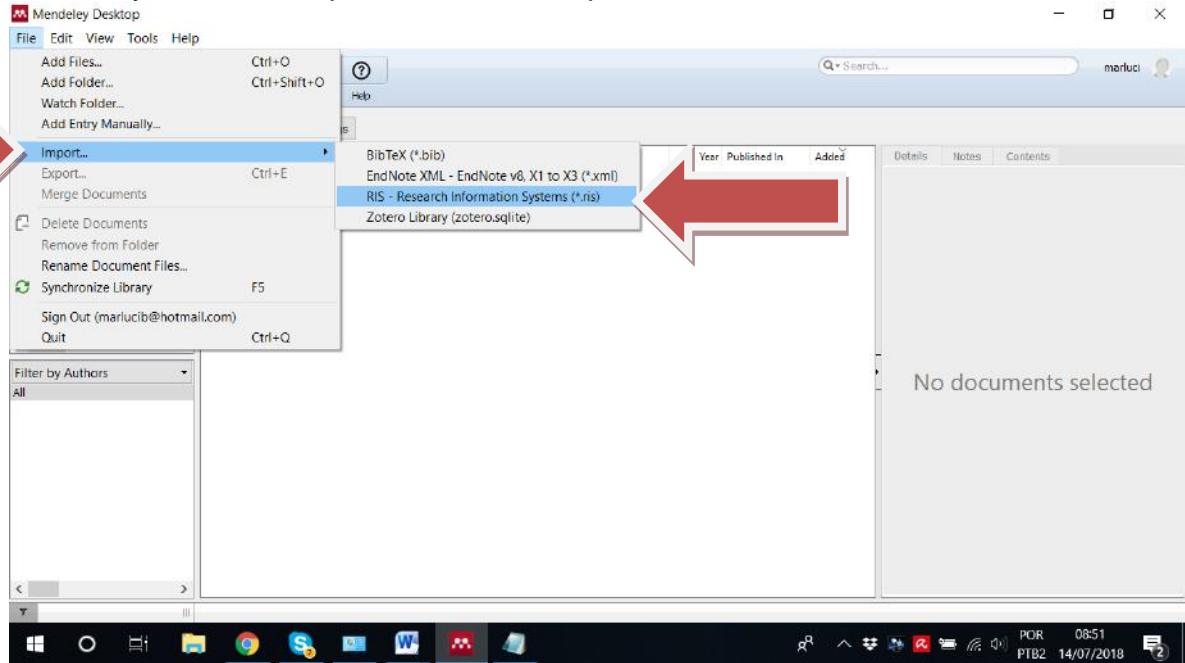 Mendeley Desktop
File Edit View Tools Help
Add Files... Ctrl+O
Add Folder... Ctrl+Shift+O
Watch Folder...
Add Entry Manually...
Import...
Export... Ctrl+E
Merge Documents
Delete Documents
Remove from Folder
Rename Document Files...
Synchronize Library F5
Sign Out (marlucib@hotmail.com)
Quit Ctrl+Q
BibTeX (*.bib)
EndNote XML - EndNote v8, X1 to X3 (*.xml)
RIS - Research Information Systems (*.ris)
Zotero Library (zotero.sqlite)
Help
Search...
marluci
Year Published In Added
Details Notes Contents
No documents selected
Filter by Authors
All
POR 08:51
PTB2 14/07/2018
2